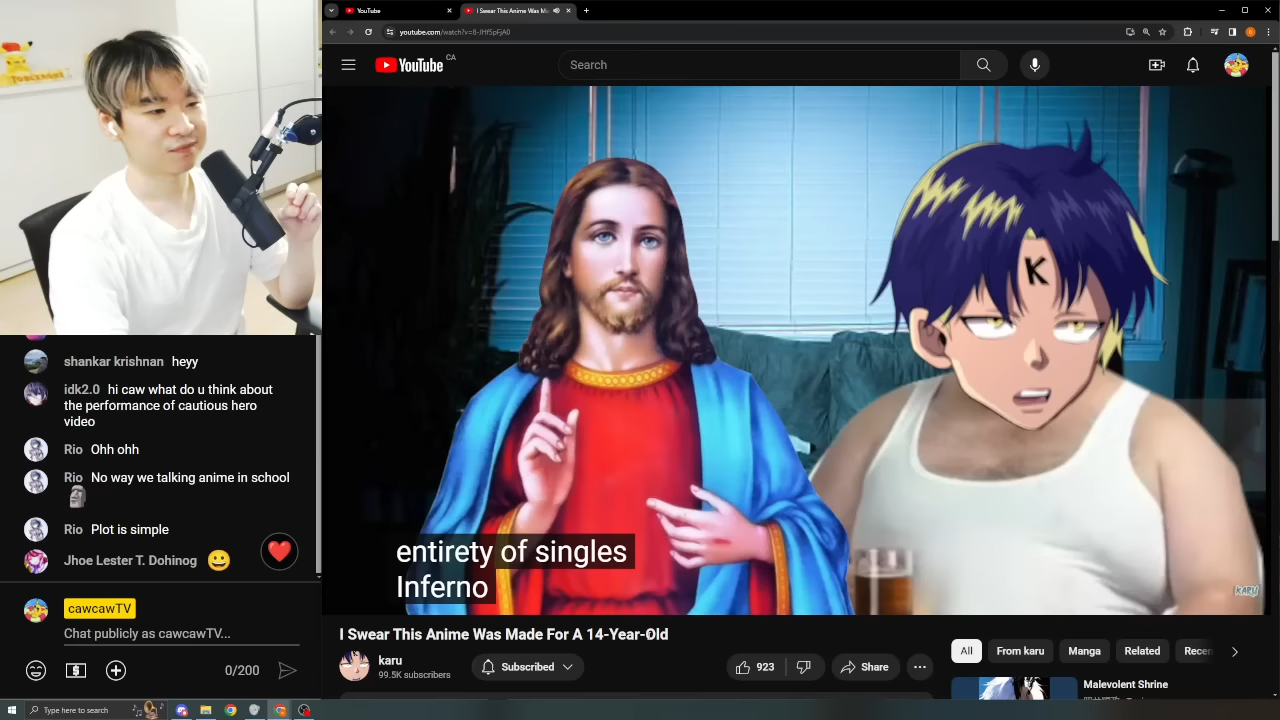 YouTube
I Swear This Anime Was M
youtube.com/watch?v=8-JHf5pFjA0
YouTube CA
Search
K
entirety of singles
Inferno
KARU
shankar krishnan heyy
idk2.0 hi caw what do u think about
the performance of cautious hero
video
Rio Ohh ohh
Rio No way we talking anime in school
Rio Plot is simple
Jhoe Lester T. Dohinog
cawcawTV
Chat publicly as cawcawTV...
0/200
I Swear This Anime Was Made For A 14-Year-Old
karu
99.5K subscribers
Subscribed
923
Share
All
From karu
Manga
Related
Recen
Malevolent Shrine
Type here to search